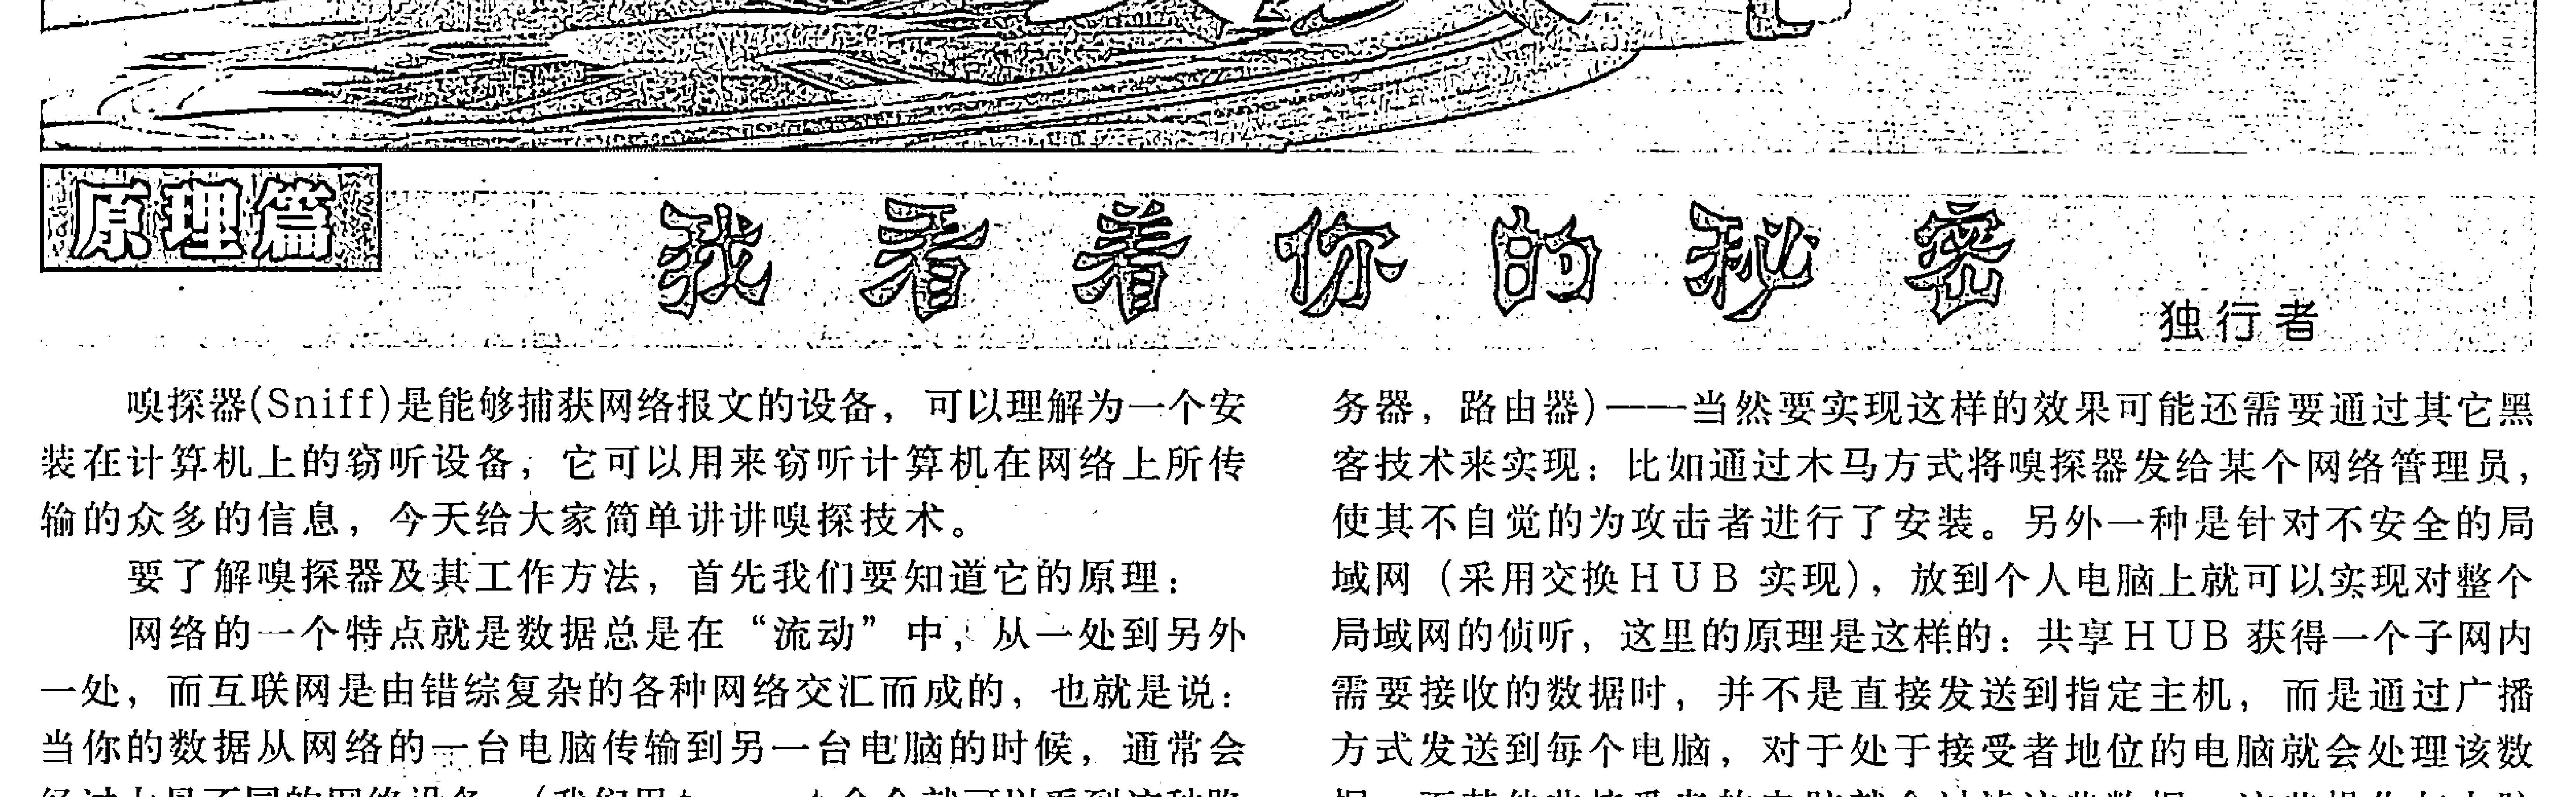 原理篇
我看着你的秘密
独行者
嗅探器(Sniff)是能够捕获网络报文的设备，可以理解为一个安
装在计算机上的窃听设备，它可以用来窃听计算机在网络上所传
输的众多的信息，今天给大家简单讲讲嗅探技术。
要了解嗅探器及其工作方法，首先我们要知道它的原理：
网络的一个特点就是数据总是在“流动”中，从一处到另外
一处，而互联网是由错综复杂的各种网络交汇而成的，也就是说：
当你的数据从网络的一台电脑传输到另一台电脑的时候，通常会
务器，路由器)——当然要实现这样的效果可能还需要通过其它黑
客技术来实现：比如通过木马方式将嗅探器发给某个网络管理员，
使其不自觉的为攻击者进行了安装。另外一种是针对不安全的局
域网（采用交换HUB 实现），放到个人电脑上就可以实现对整个
局域网的侦听，这里的原理是这样的：共享HUB 获得一个子网内
需要接收的数据时，并不是直接发送到指定主机，而是通过广播
方式发送到每个电脑，对于处于接受者地位的电脑就会处理该数